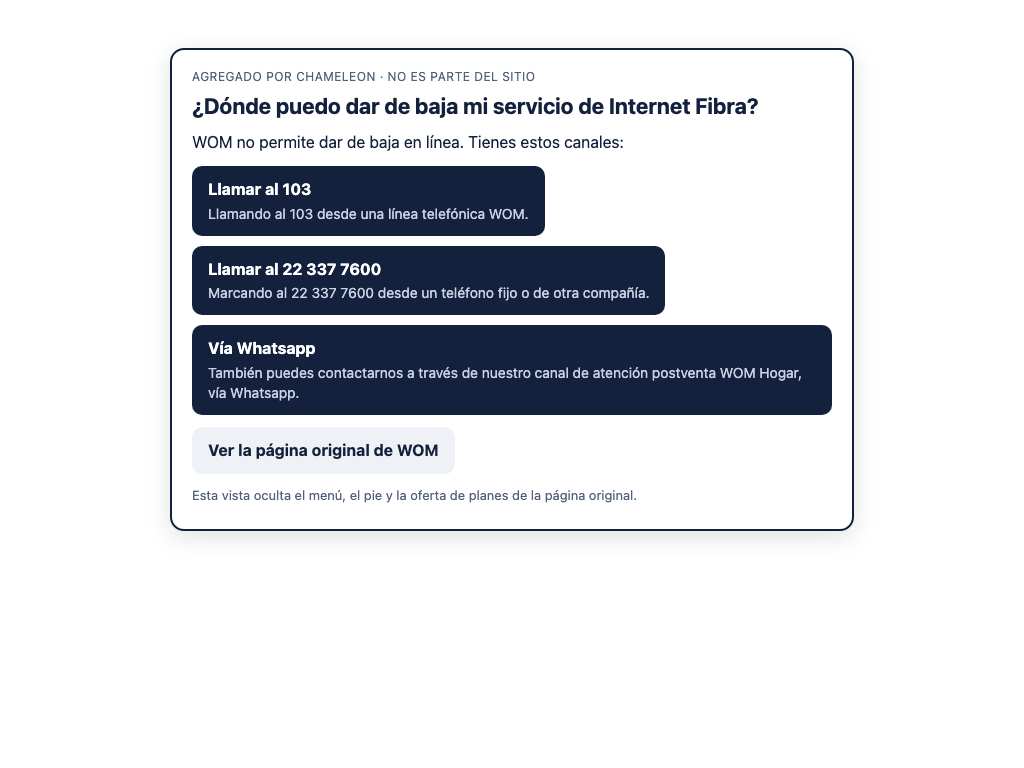 AGREGADO POR CHAMELEON · NO ES PARTE DEL SITIO
¿Dónde puedo dar de baja mi servicio de Internet Fibra?
WOM no permite dar de baja en línea. Tienes estos canales:
Llamar al 103
Llamando al 103 desde una línea telefónica WOM.
Llamar al 22 337 7600
Marcando al 22 337 7600 desde un teléfono fijo o de otra compañía.
Vía Whatsapp
También puedes contactarnos a través de nuestro canal de atención postventa WOM Hogar,
vía Whatsapp.
Ver la página original de WOM
Esta vista oculta el menú, el pie y la oferta de planes de la página original.